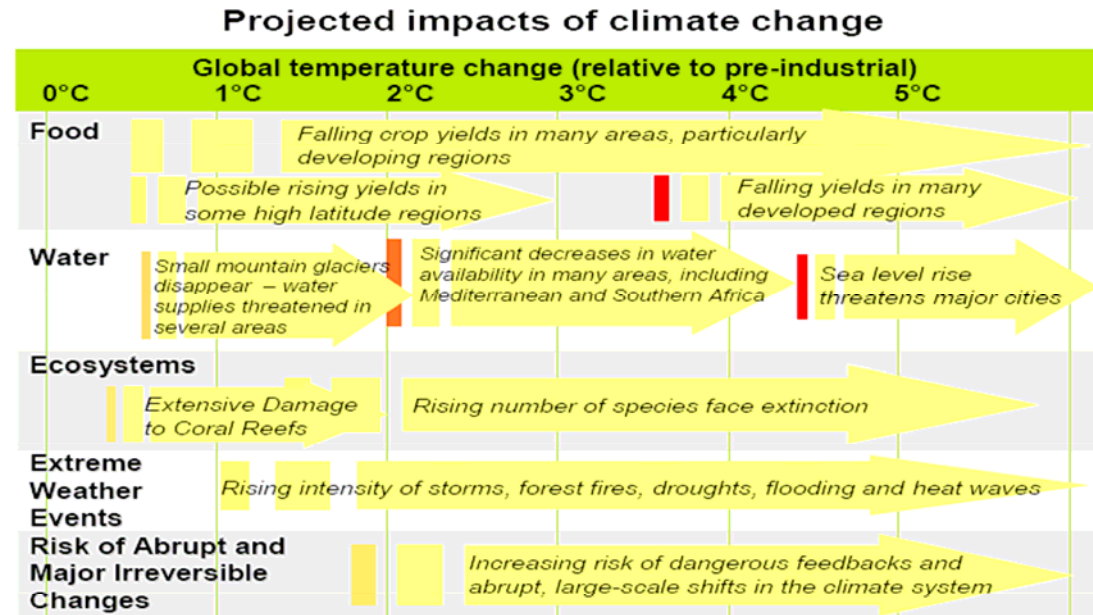 Projected impacts of climate change
Global temperature change (relative to pre-industrial)
0°C 1°C 2°C 3°C 4°C 5°C
Food
Falling crop yields in many areas, particularly
developing regions
Possible rising yields in
some high latitude regions
Falling yields in many
developed regions
Water
Small mountain glaciers
disappear – water
supplies threatened in
several areas
Significant decreases in water
availability in many areas, including
Mediterranean and Southern Africa
Sea level rise
threatens major cities
Ecosystems
Extensive Damage
to Coral Reefs
Rising number of species face extinction
Extreme
Weather
Events
Rising intensity of storms, forest fires, droughts, flooding and heat waves
Risk of Abrupt and
Major Irreversible
Changes
Increasing risk of dangerous feedbacks and
abrupt, large-scale shifts in the climate system